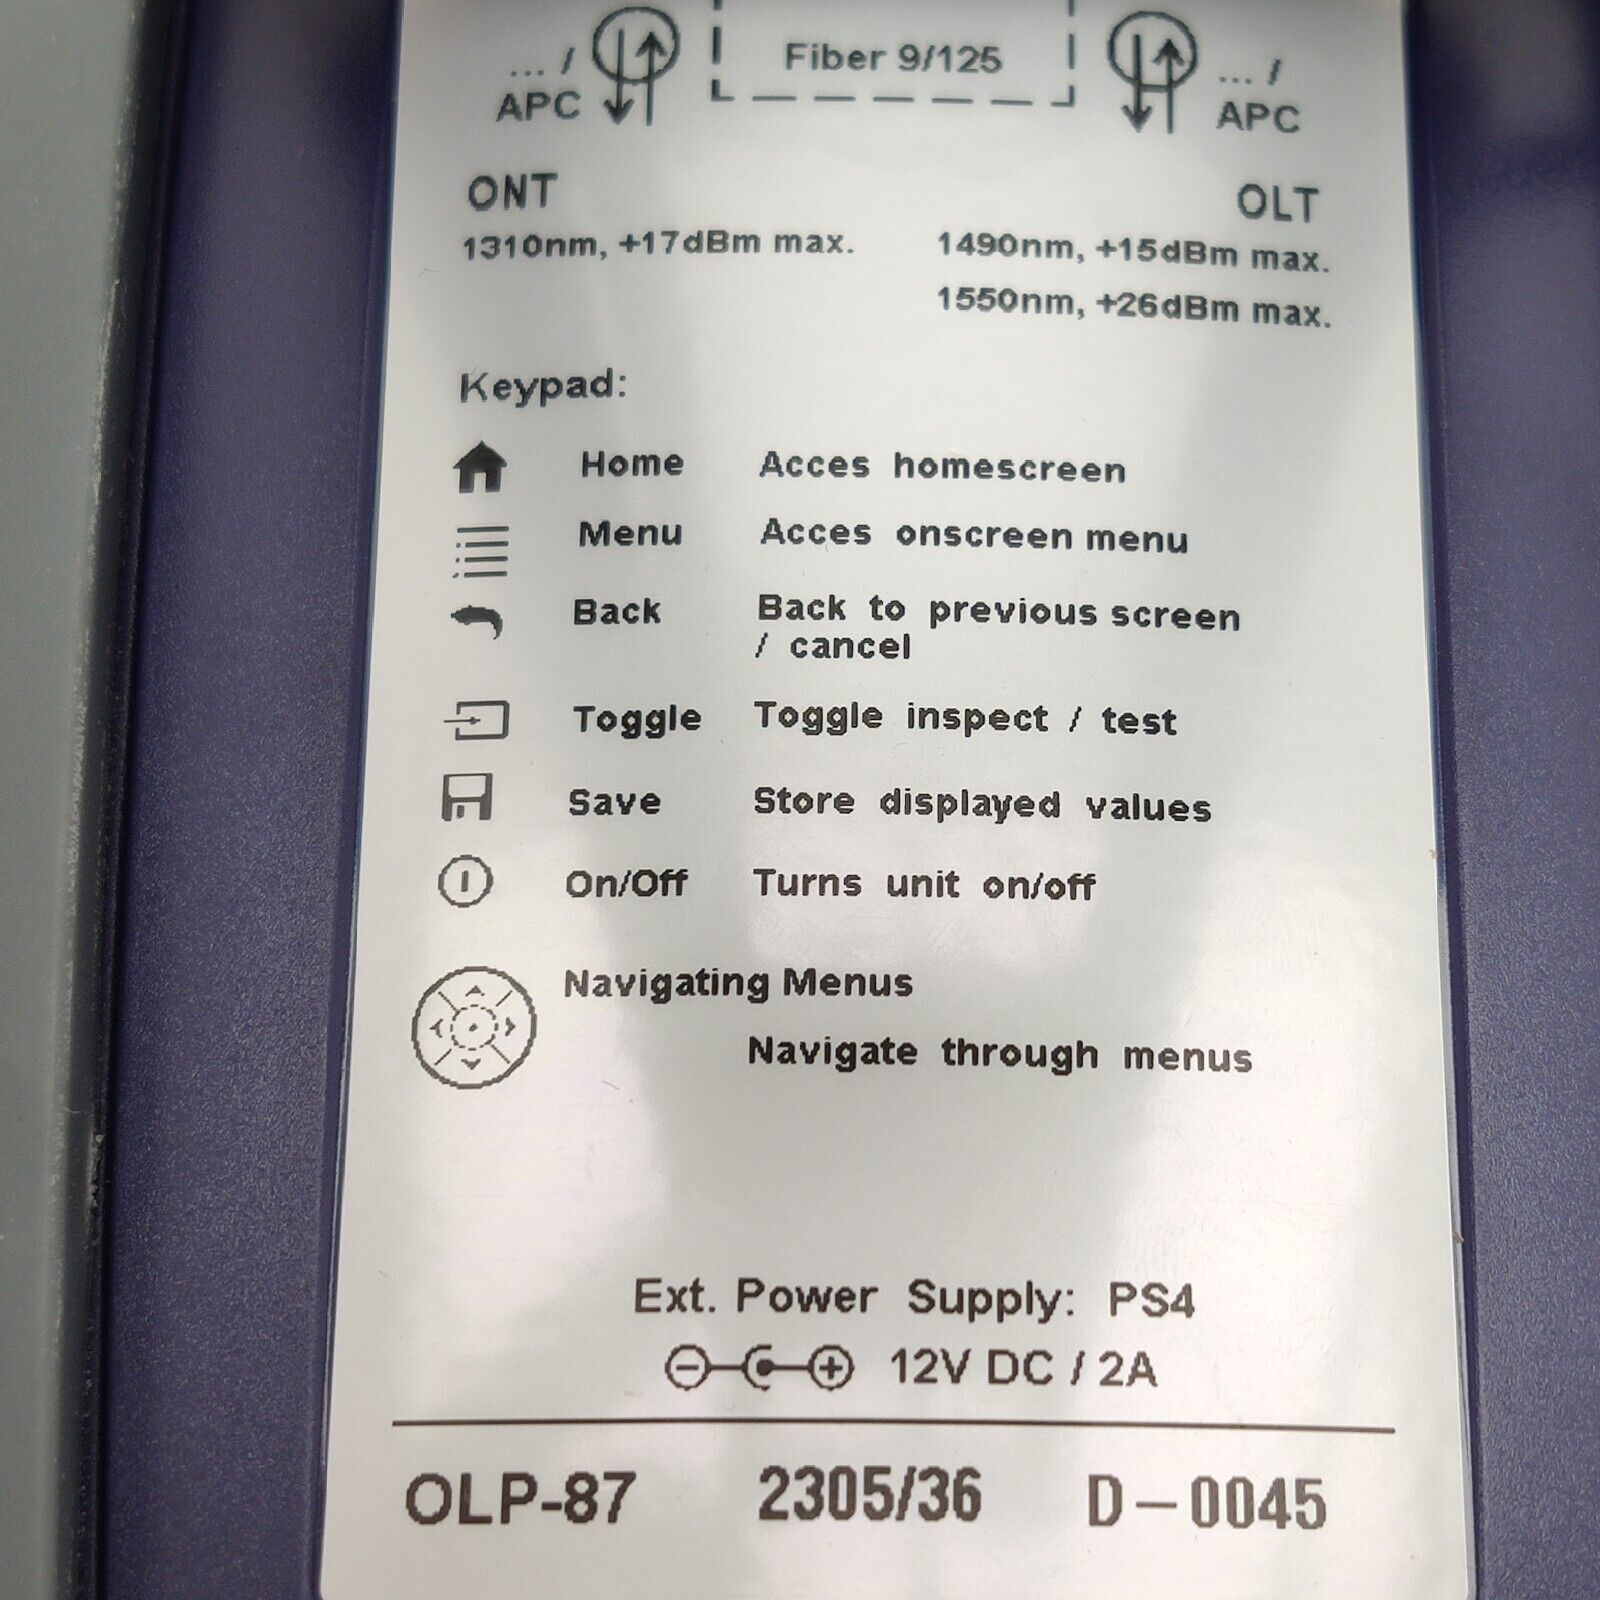 ... / Fiber 9/125 ... /
APC APC
ONT OLT
1310nm, +17dBm max. 1490nm, +15dBm max.
1550nm, +26dBm max.
Keypad:
Home Acces homescreen
Menu Acces onscreen menu
Back Back to previous screen
/ cancel
Toggle Toggle inspect / test
Save Store displayed values
On/Off Turns unit on/off
Navigating Menus
Navigate through menus
Ext. Power Supply: PS4
12V DC / 2A
OLP-87 2305/36 D-0045